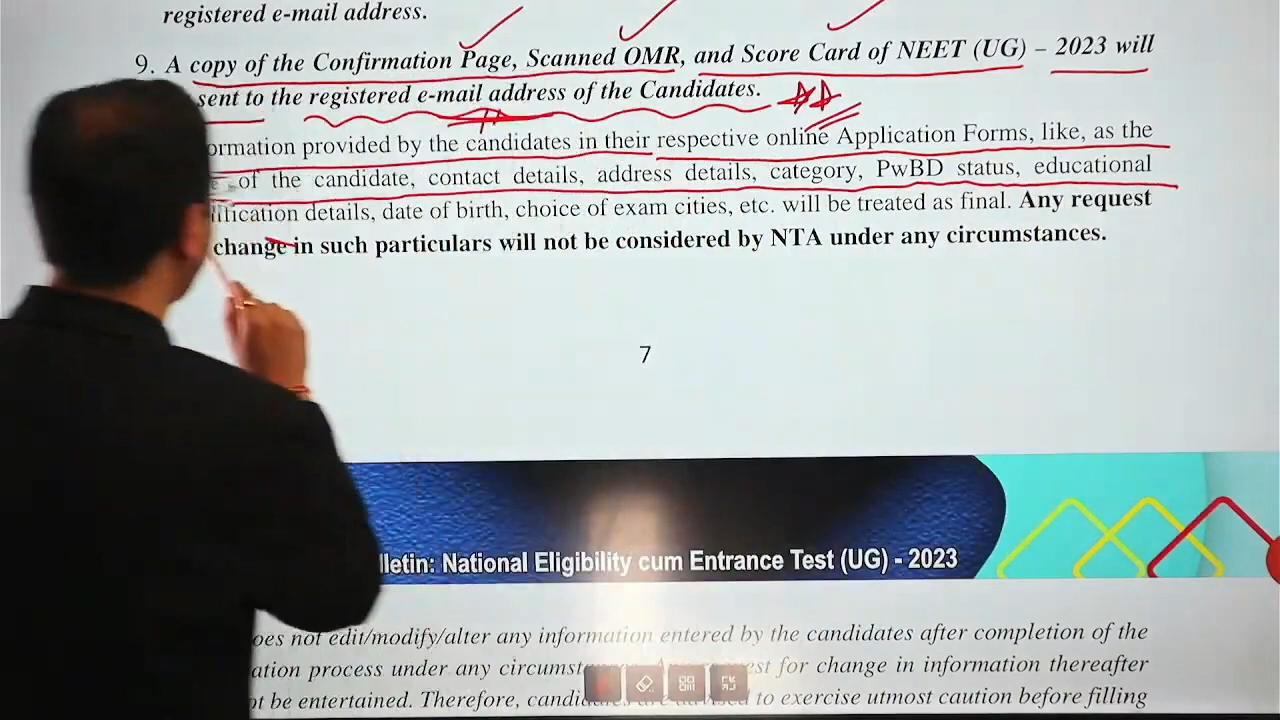 registered e-mail address.
9. A copy of the Confirmation Page, Scanned OMR, and Score Card of NEET (UG) – 2023 will
sent to the registered e-mail address of the Candidates.
ormation provided by the candidates in their respective online Application Forms, like, as the
of the candidate, contact details, address details, category, PwBD status, educational
lification details, date of birth, choice of exam cities, etc. will be treated as final. Any request
change in such particulars will not be considered by NTA under any circumstances.
7
lletin: National Eligibility cum Entrance Test (UG) - 2023
oes not edit/modify/alter any information entered by the candidates after completion of the
ation process under any for change in information thereafter
be entertained. Therefore, to exercise utmost caution before filling